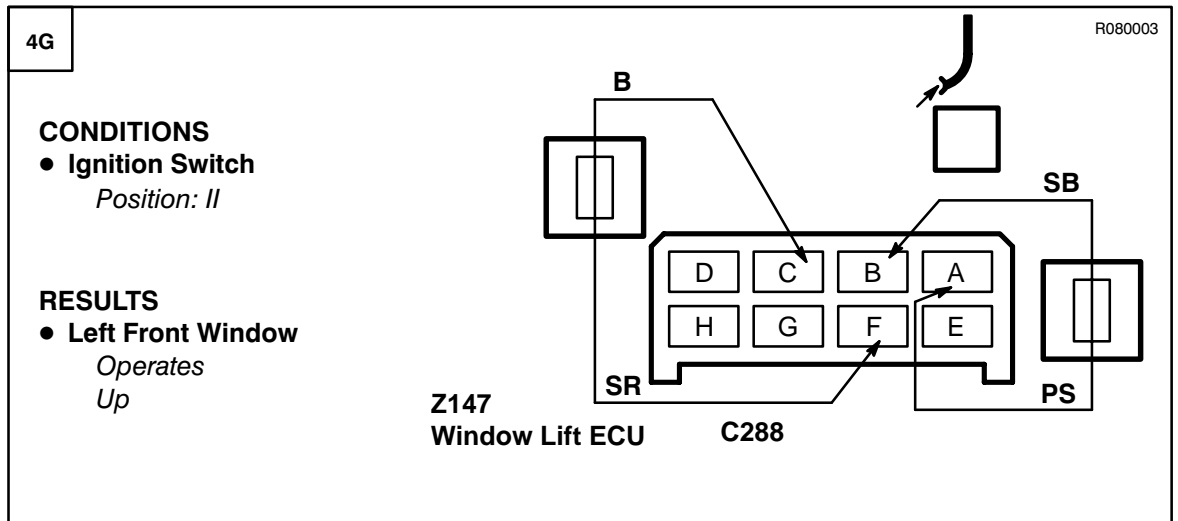 4G
R080003
CONDITIONS
● Ignition Switch
Position: II
RESULTS
● Left Front Window
Operates
Up
B
SB
D C B A
H G F E
SR
PS
Z147
Window Lift ECU
C288